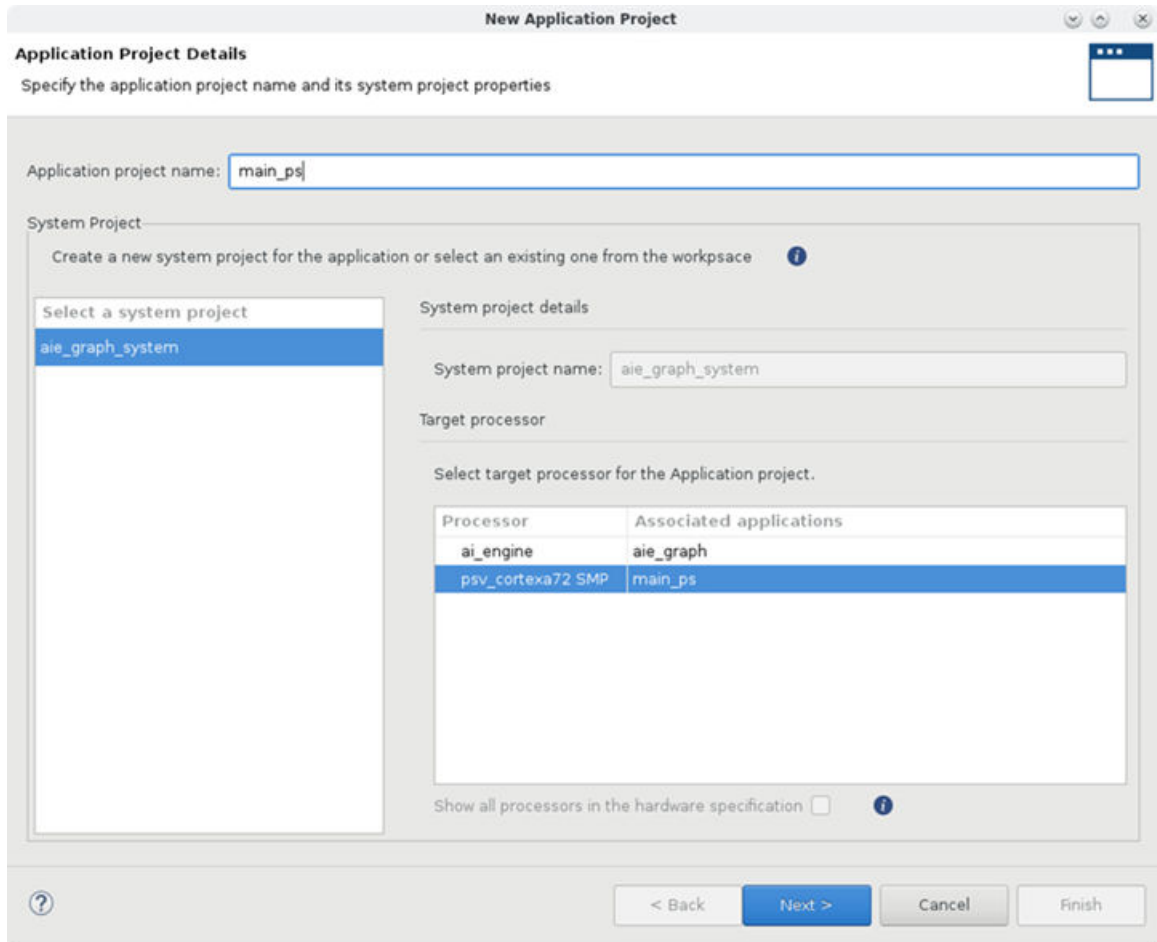 New Application Project
Application Project Details
Specify the application project name and its system project properties
Application project name: main_ps
System Project
Create a new system project for the application or select an existing one from the workpsace
Select a system project
aie_graph_system
System project details
System project name: aie_graph_system
Target processor
Select target processor for the Application project.
Processor Associated applications
ai_engine aie_graph
psv_cortexa72 SMP main_ps
Show all processors in the hardware specification
< Back Next > Cancel Finish